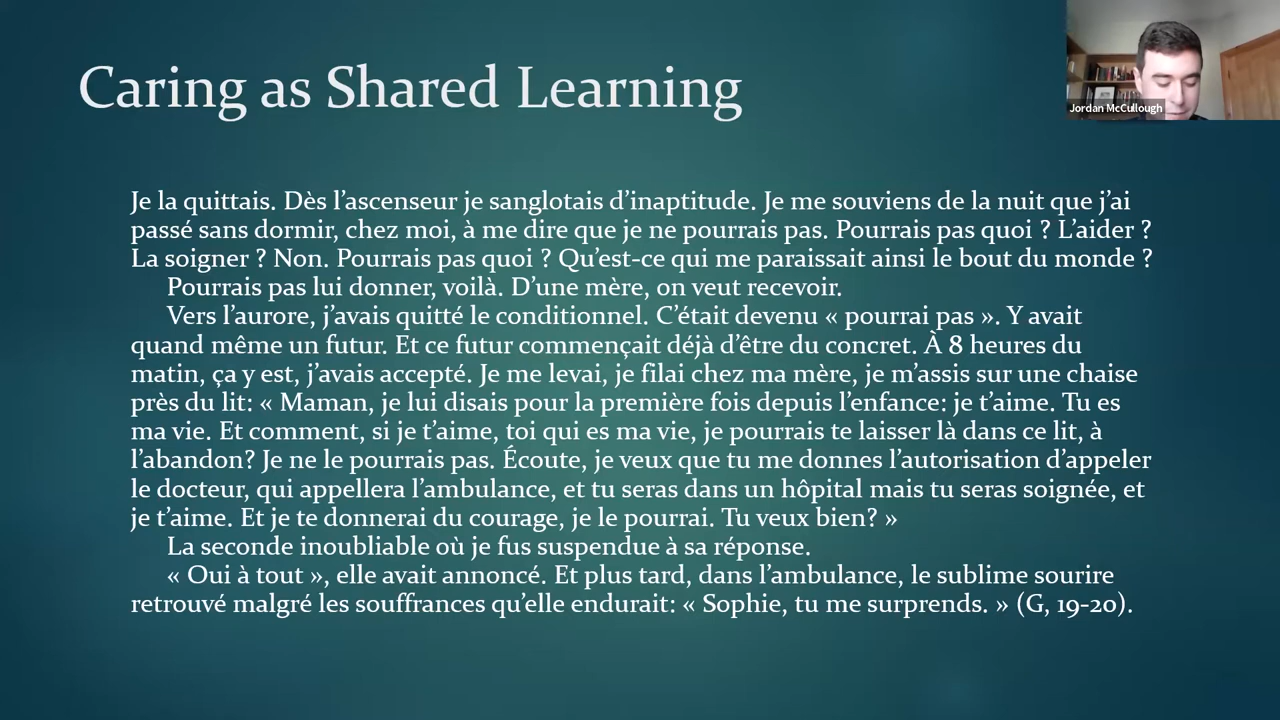 Caring as Shared Learning
Jordan McCullough
Je la quittais. Dès l’ascenseur je sanglotais d’inaptitude. Je me souviens de la nuit que j’ai
passé sans dormir, chez moi, à me dire que je ne pourrais pas. Pourrais pas quoi ? L’aider ?
La soigner ? Non. Pourrais pas quoi ? Qu’est-ce qui me paraissait ainsi le bout du monde ?
Pourrais pas lui donner, voilà. D’une mère, on veut recevoir.
Vers l’aurore, j’avais quitté le conditionnel. C’était devenu « pourrai pas ». Y avait
quand même un futur. Et ce futur commençait déjà d’être du concret. À 8 heures du
matin, ça y est, j’avais accepté. Je me levai, je filai chez ma mère, je m’assis sur une chaise
près du lit: « Maman, je lui disais pour la première fois depuis l’enfance: je t’aime. Tu es
ma vie. Et comment, si je t’aime, toi qui es ma vie, je pourrais te laisser là dans ce lit, à
l’abandon? Je ne le pourrais pas. Écoute, je veux que tu me donnes l’autorisation d’appeler
le docteur, qui appellera l’ambulance, et tu seras dans un hôpital mais tu seras soignée, et
je t’aime. Et je te donnerai du courage, je le pourrai. Tu veux bien? »
La seconde inoubliable où je fus suspendue à sa réponse.
« Oui à tout », elle avait annoncé. Et plus tard, dans l’ambulance, le sublime sourire
retrouvé malgré les souffrances qu’elle endurait: « Sophie, tu me surprends. » (G, 19-20).